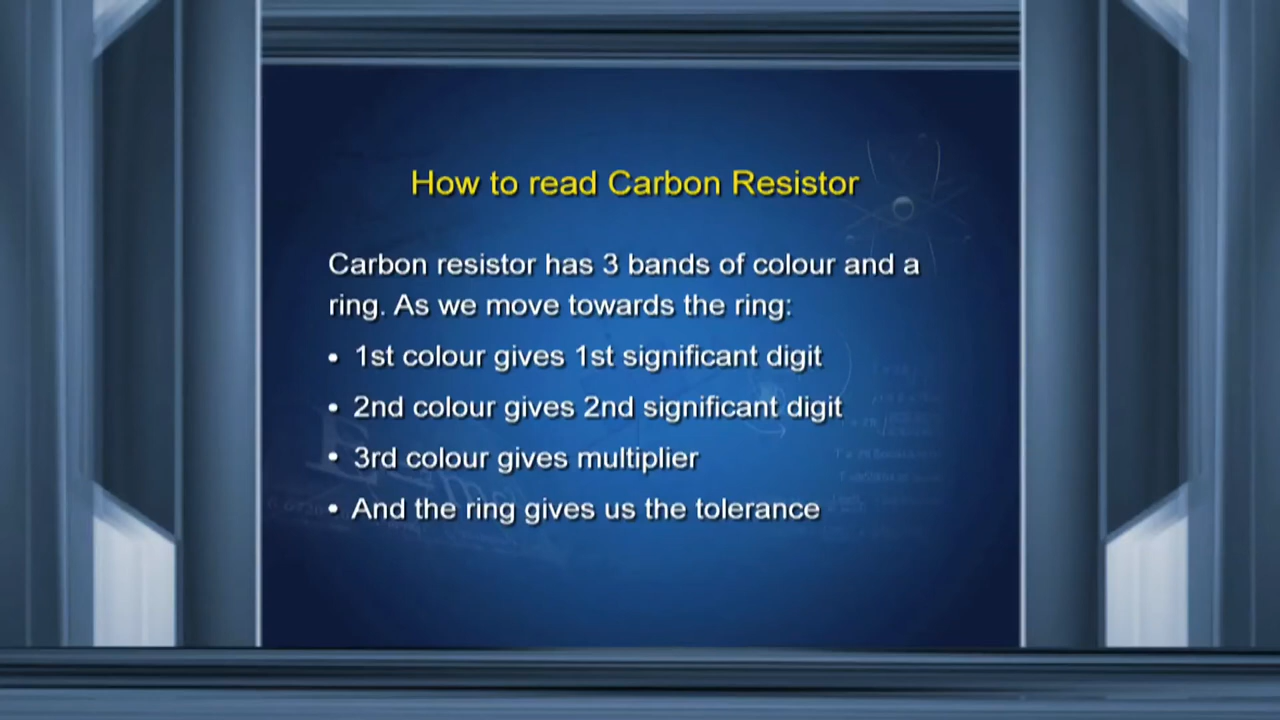 How to read Carbon Resistor
Carbon resistor has 3 bands of colour and a
ring. As we move towards the ring:
• 1st colour gives 1st significant digit
• 2nd colour gives 2nd significant digit
• 3rd colour gives multiplier
• And the ring gives us the tolerance